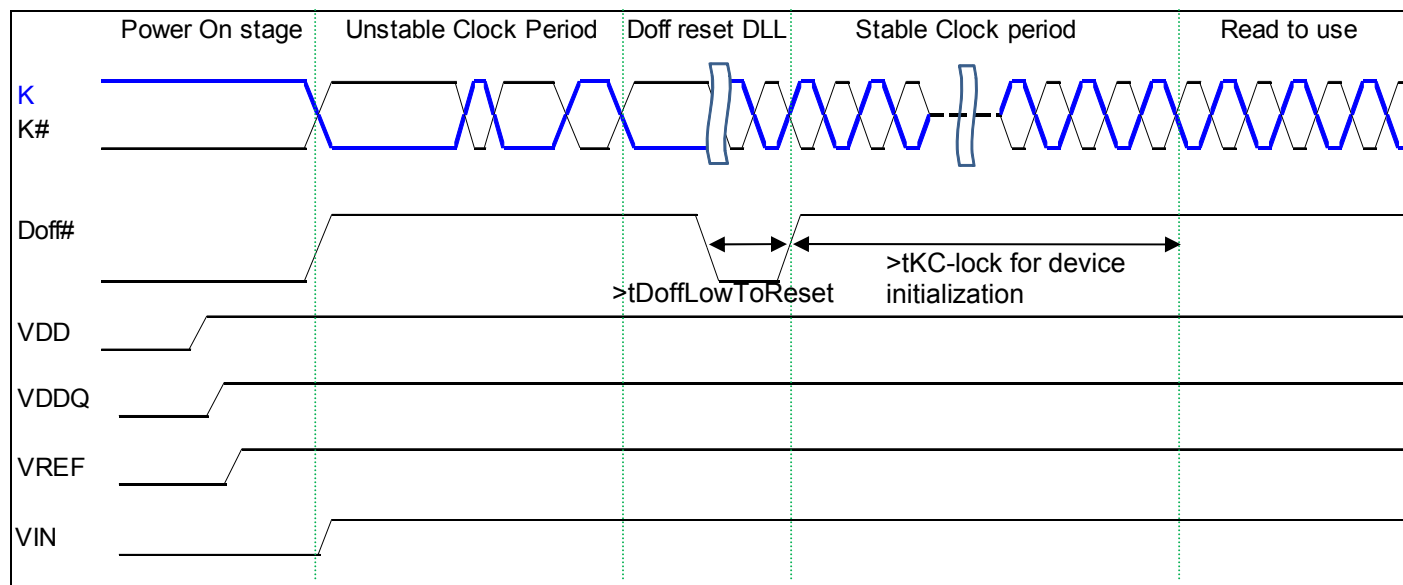 Power On stage
Unstable Clock Period
Doff reset DLL
Stable Clock period
Read to use
K
K#
Doff#
>tDoffLowToReset
>tKC-lock for device
initialization
VDD
VDDQ
VREF
VIN